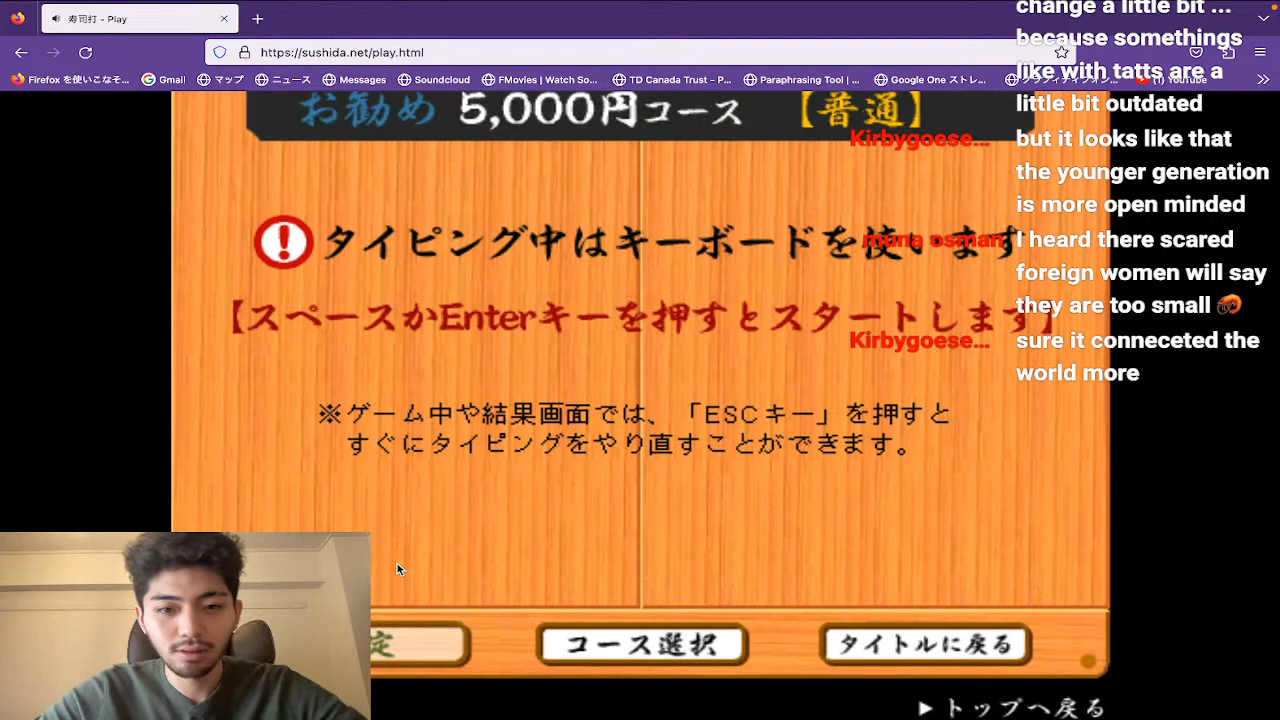 寿司打 - Play
https://sushida.net/play.html
Firefox を使いこなそ…
Gmail
マップ
ニュース
Messages
Soundcloud
FMovies | Watch So…
TD Canada Trust - P…
Paraphrasing Tool | …
Google One ストレ…
(1) YouTube
お勧め 5,000円コース 【普通】
タイピング中はキーボードを使います
【スペースかEnterキーを押すとスタートします】
※ゲーム中や結果画面では、「ESCキー」を押すと
すぐにタイピングをやり直すことができます。
定
コース選択
タイトルに戻る
▶トップへ戻る
change a little bit ...
because somethings
like with tatts are a
little bit outdated
Kirbygoese… but it looks like that
the younger generation
is more open minded
muna osman I heard there scared
foreign women will say
they are too small 🦐
Kirbygoese… sure it conneceted the
world more